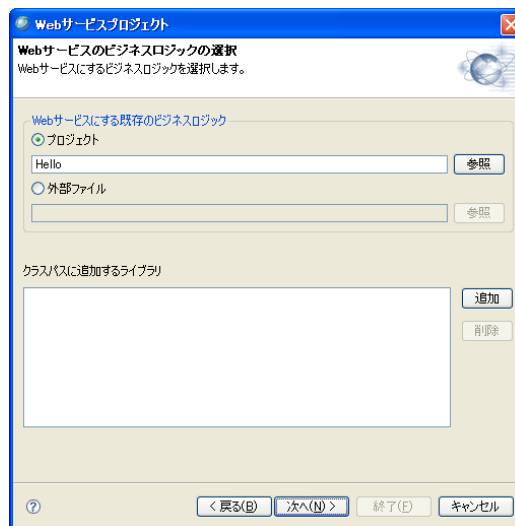 Webサービスプロジェクト
Webサービスのビジネスロジックの選択
Webサービスにするビジネスロジックを選択します。
Webサービスにする既存のビジネスロジック
プロジェクト
Hello
参照
外部ファイル
参照
クラスパスに追加するライブラリ
追加
削除
?
< 戻る(B)
次へ(N) >
終了(F)
キャンセル